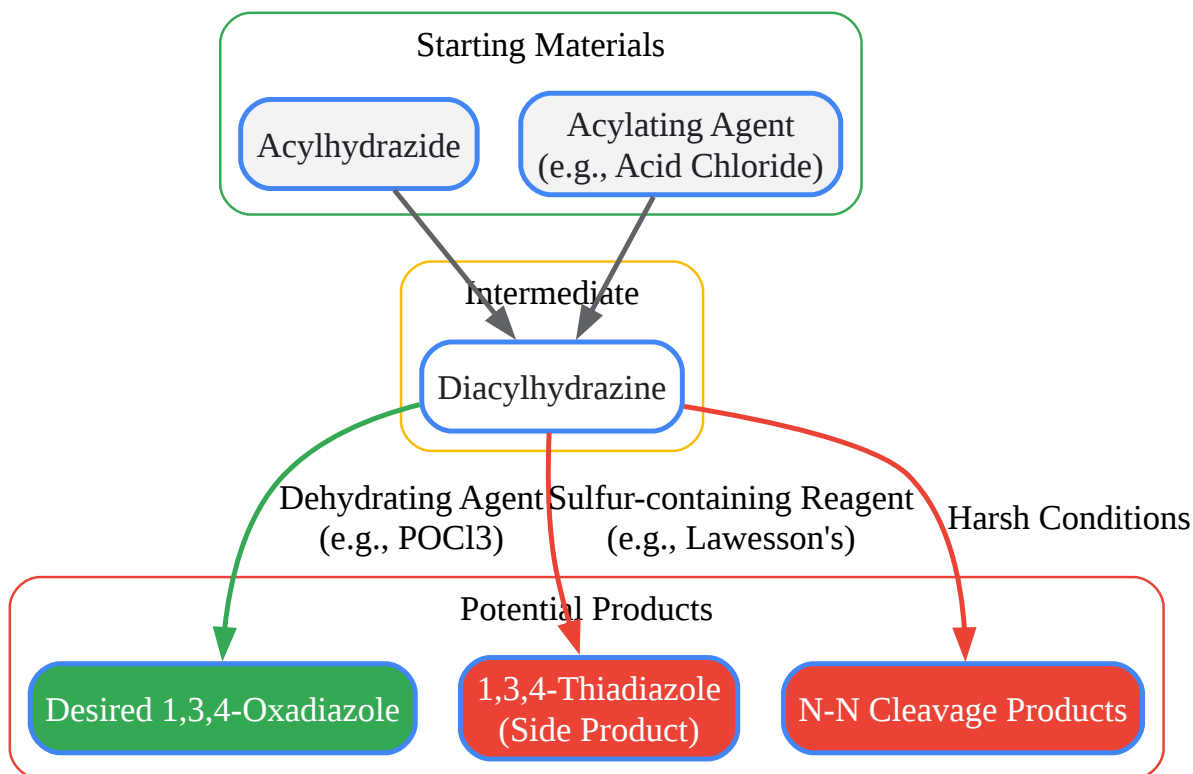 Starting Materials
Acylhydrazide
Acylating Agent
(e.g., Acid Chloride)
Intermediate
Diacylhydrazine
Dehydrating Agent
(e.g., POCl3)
Sulfur-containing Reagent
(e.g., Lawesson's)
Harsh Conditions
Potential Products
Desired 1,3,4-Oxadiazole
1,3,4-Thiadiazole
(Side Product)
N-N Cleavage Products